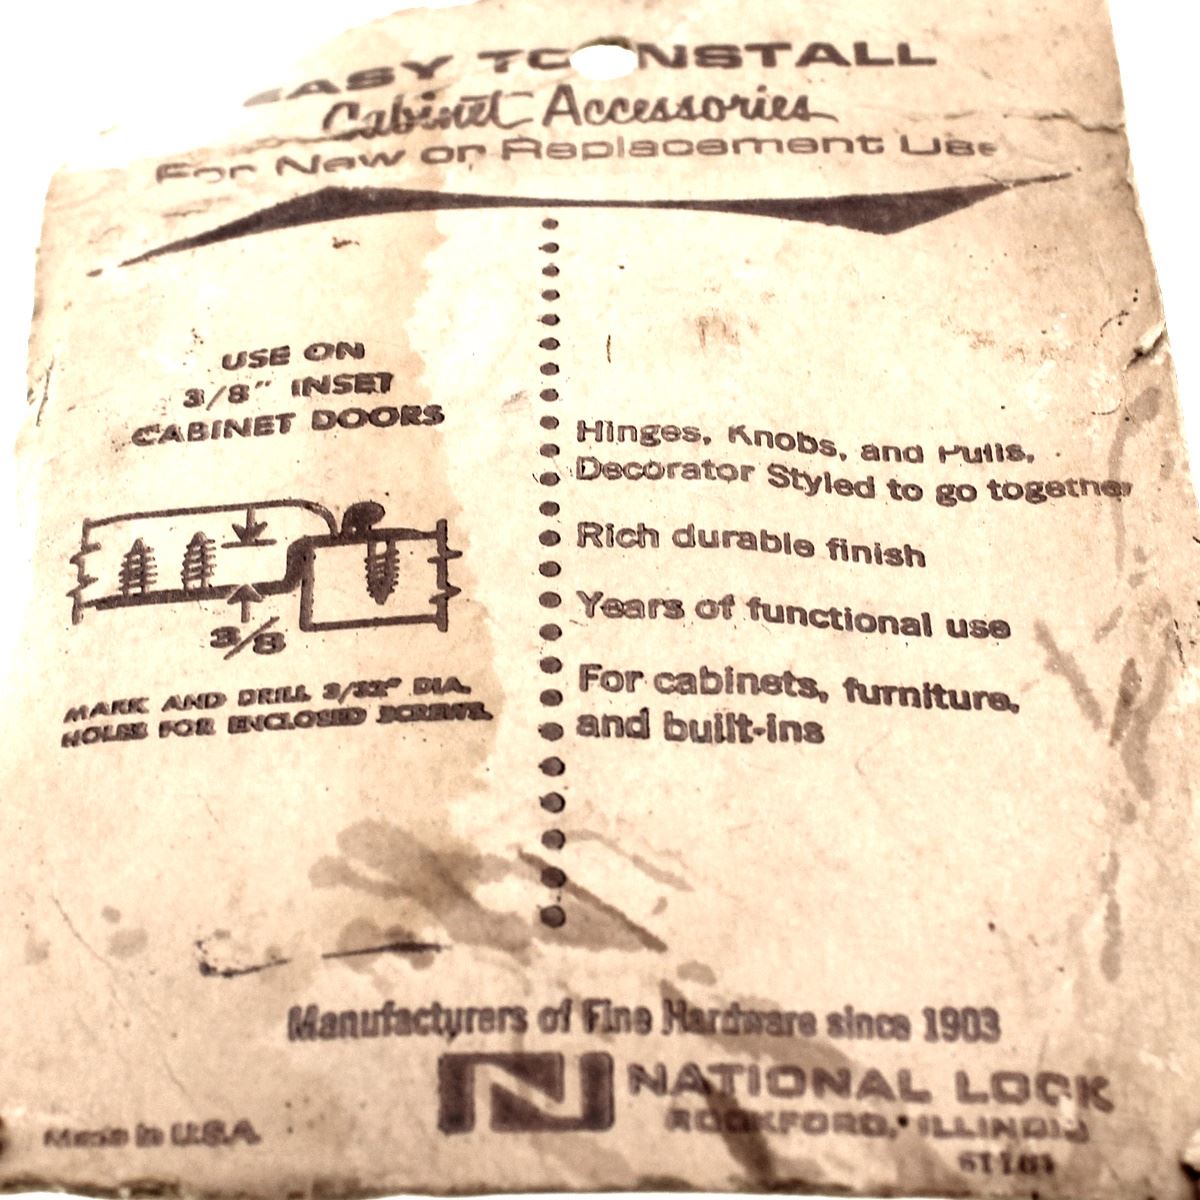 EASY TO INSTALL
Cabinet Accessories
For New or Replacement Use
USE ON
3/8" INSET
CABINET DOORS
3/8
MARK AND DRILL 3/32" DIA.
HOLES FOR ENCLOSED SCREWS.
Hinges, Knobs, and Pulls,
Decorator Styled to go together
Rich durable finish
Years of functional use
For cabinets, furniture,
and built-ins
Manufacturers of Fine Hardware since 1903
N NATIONAL LOCK
ROCKFORD, ILLINOIS
Made in U.S.A.